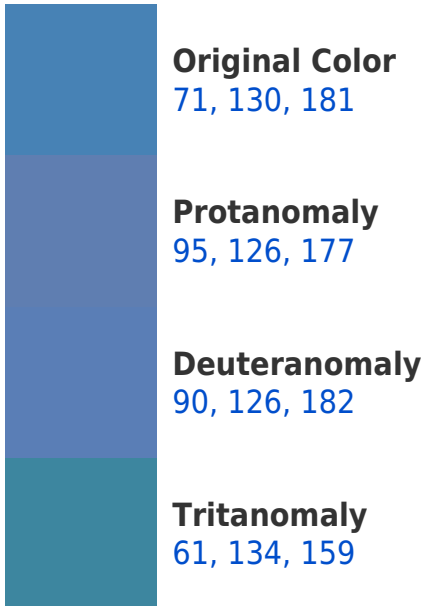 Original Color
71, 130, 181
Protanomaly
95, 126, 177
Deuteranomaly
90, 126, 182
Tritanomaly
61, 134, 159